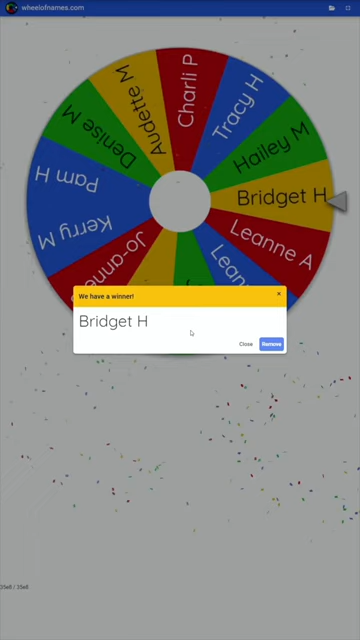 wheelofnames.com
Charli P
Tracy H
Hailey M
Bridget H
Leanne A
Jo-anne
Kerry M
Pam H
Denise M
Audette M
We have a winner!
×
Bridget H
Close
Remove